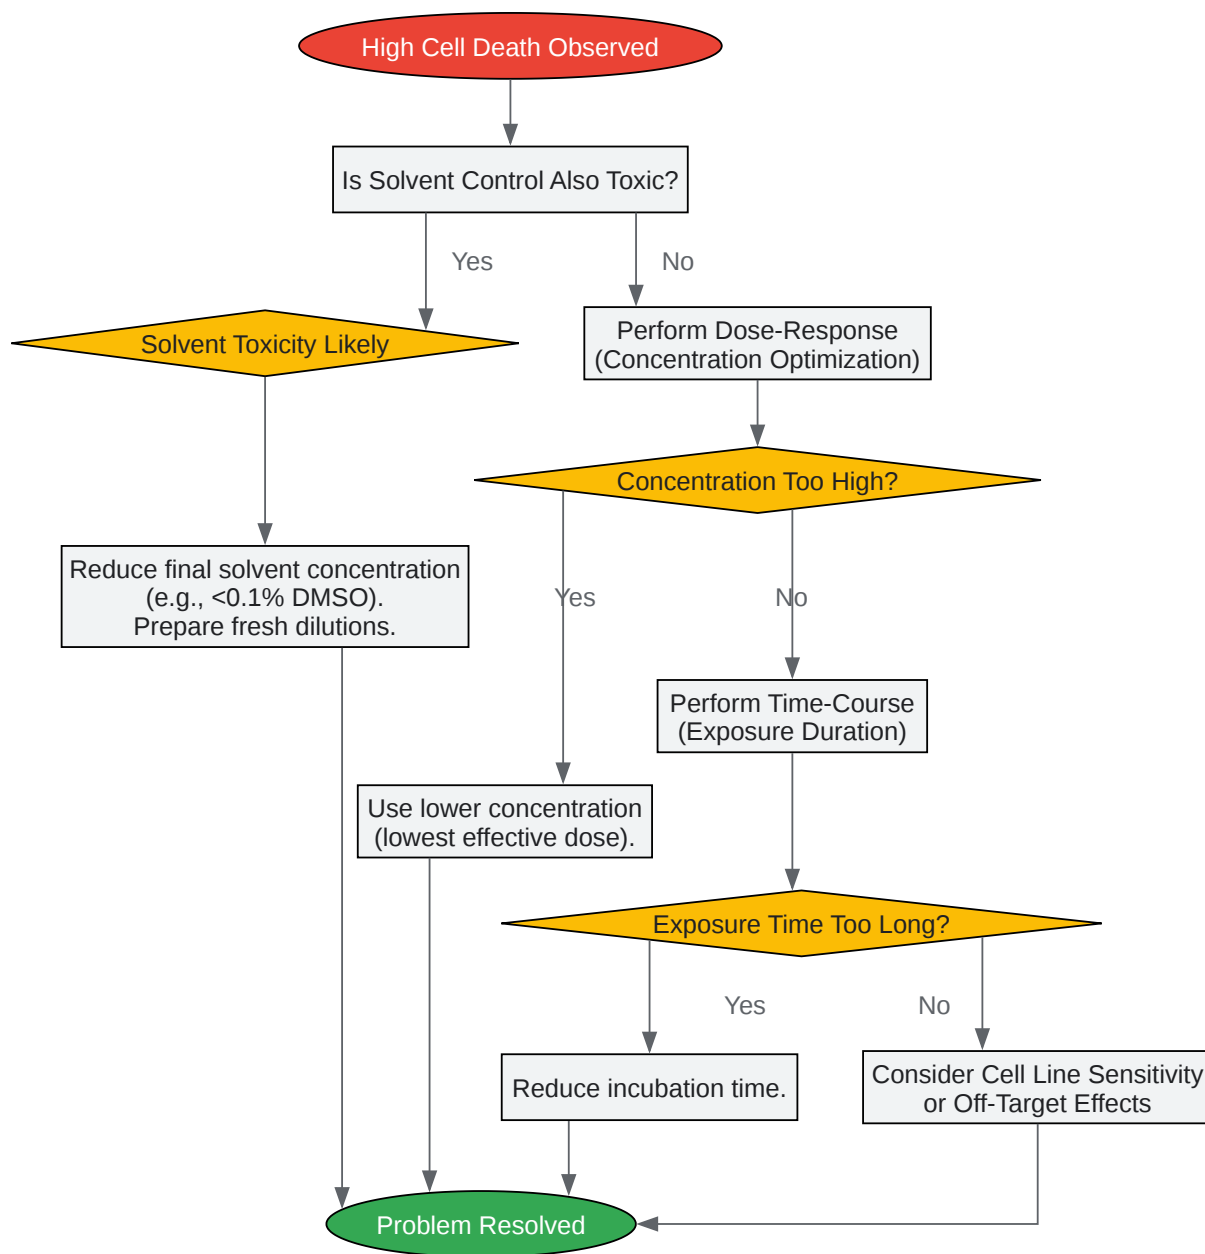 High Cell Death Observed
Is Solvent Control Also Toxic?
Yes
No
Solvent Toxicity Likely
Perform Dose-Response
(Concentration Optimization)
Concentration Too High?
Reduce final solvent concentration
(e.g., <0.1% DMSO).
Prepare fresh dilutions.
Yes
No
Perform Time-Course
(Exposure Duration)
Use lower concentration
(lowest effective dose).
Exposure Time Too Long?
Yes
No
Reduce incubation time.
Consider Cell Line Sensitivity
or Off-Target Effects
Problem Resolved